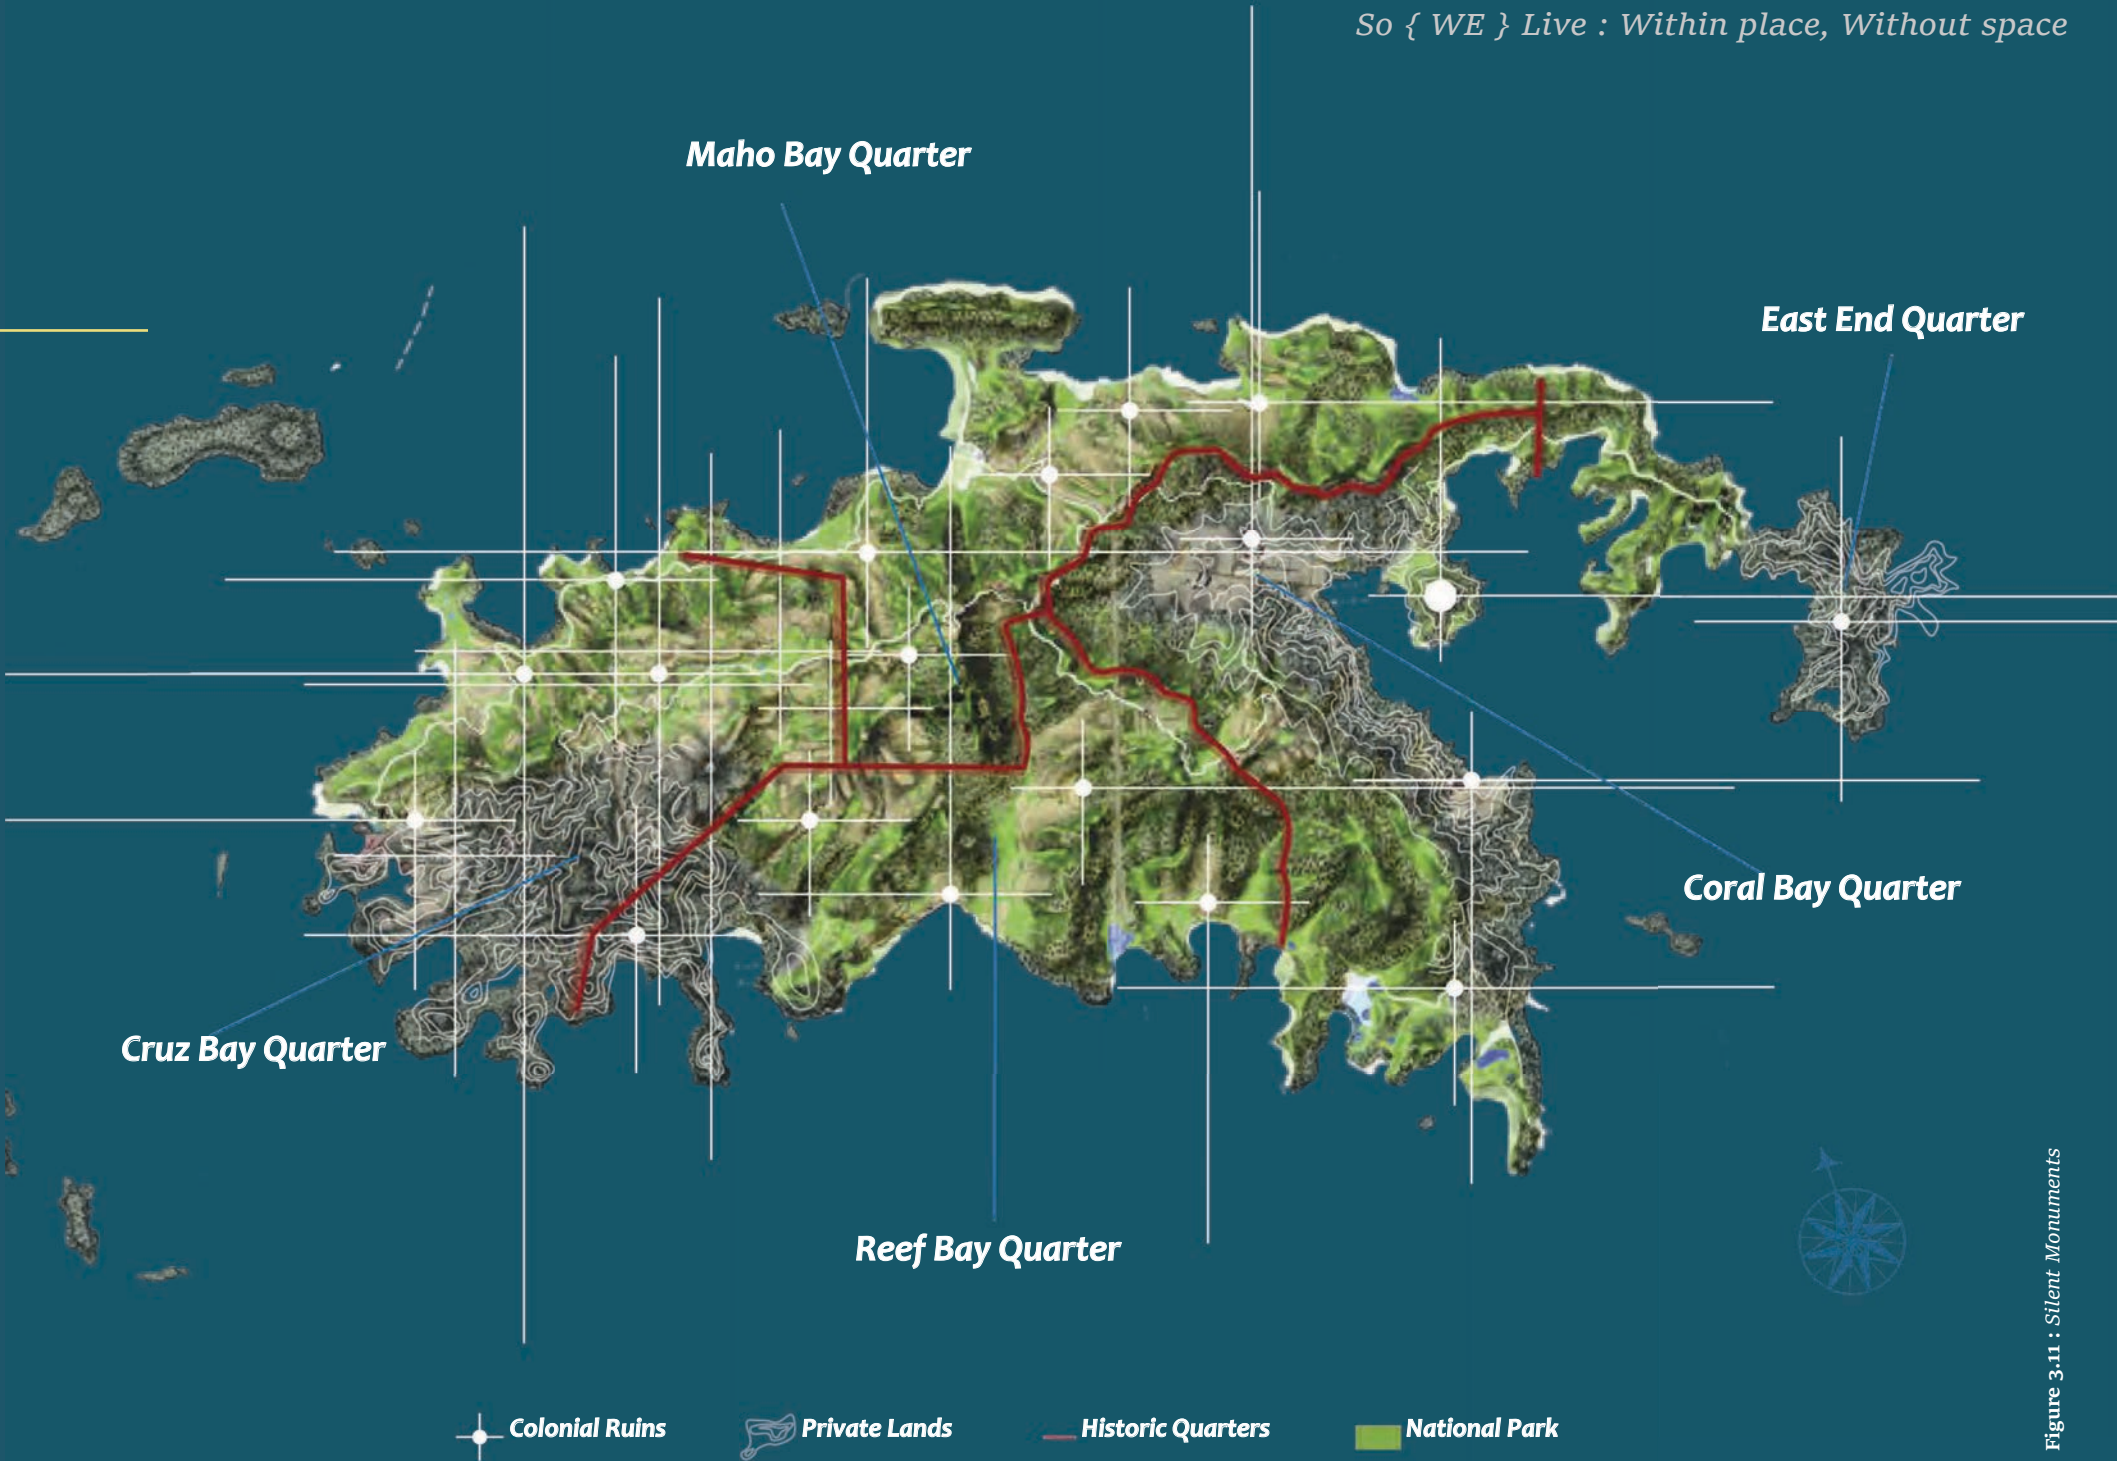 So { WE } Live : Within place, Without space
Maho Bay Quarter
East End Quarter
Coral Bay Quarter
Cruz Bay Quarter
Reef Bay Quarter
Figure 3.11 : Silent Monuments
Colonial Ruins
Private Lands
Historic Quarters
National Park